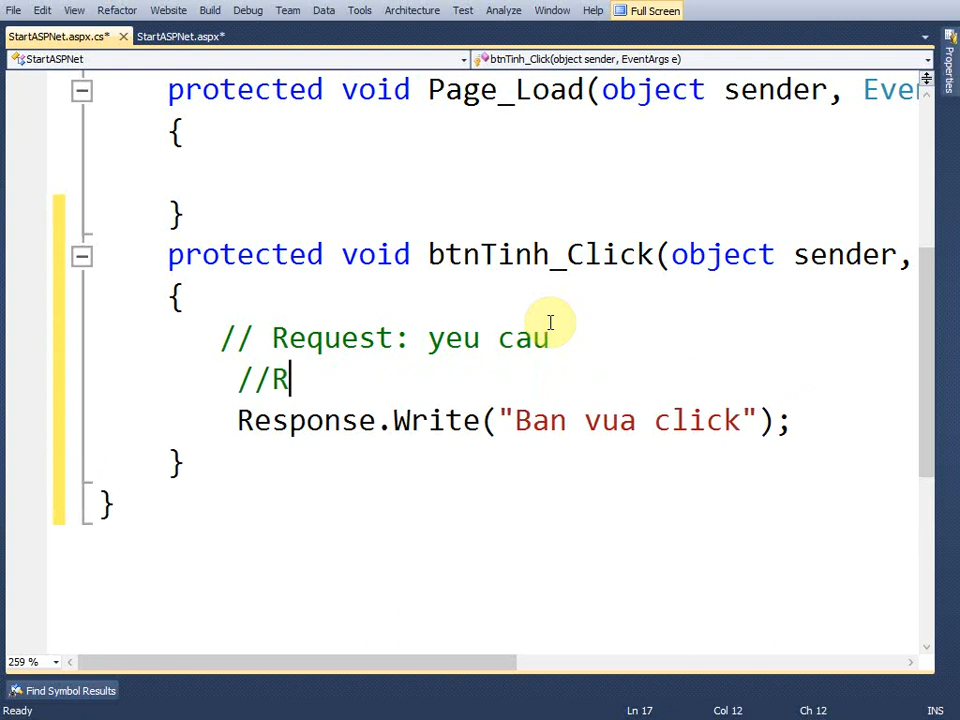 File Edit View Refactor Website Build Debug Team Data Tools Architecture Test Analyze Window Help Full Screen
StartASPNet.aspx.cs* StartASPNet.aspx*
StartASPNet btnTinh_Click(object sender, EventArgs e)
Properties
protected void Page_Load(object sender, Even
{
}
protected void btnTinh_Click(object sender,
{
// Request: yeu cau
//R
Response.Write("Ban vua click");
}
}
259 %
Find Symbol Results
Ready Ln 17 Col 12 Ch 12 INS